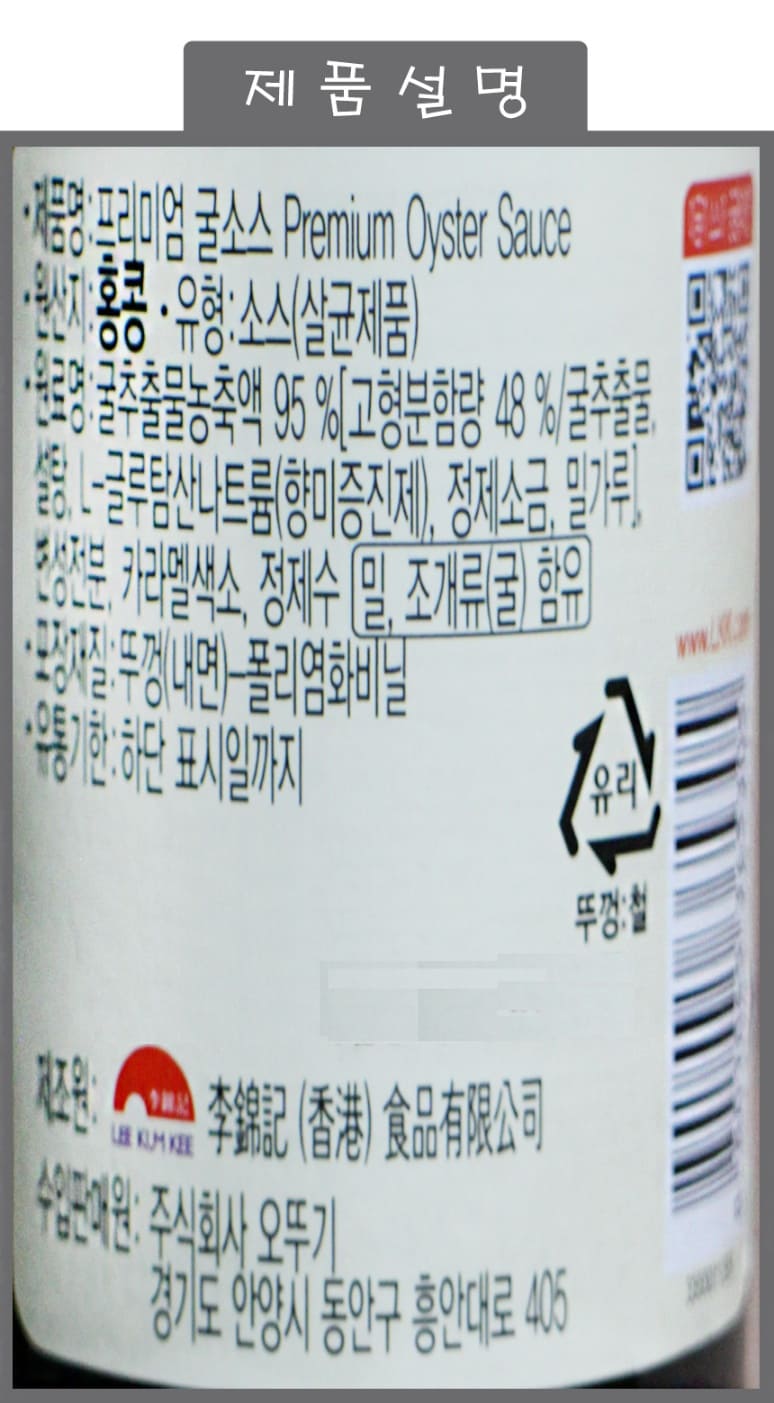 제품설명
·제품명:프리미엄 굴소스 Premium Oyster Sauce
·원산지:홍콩 ·유형:소스(살균제품)
·원료명:굴추출물농축액 95 %[고형분함량 48 %/굴추출물,
설탕, L-글루탐산나트륨(향미증진제), 정제소금, 밀가루],
변성전분, 카라멜색소, 정제수 밀, 조개류(굴) 함유
·포장재질:뚜껑(내면)-폴리염화비닐
·유통기한:하단 표시일까지
유리
뚜껑:철
제조원: 李錦記 LEE KUM KEE 李錦記 (香港) 食品有限公司
수입판매원: 주식회사 오뚜기
경기도 안양시 동안구 흥안대로 405